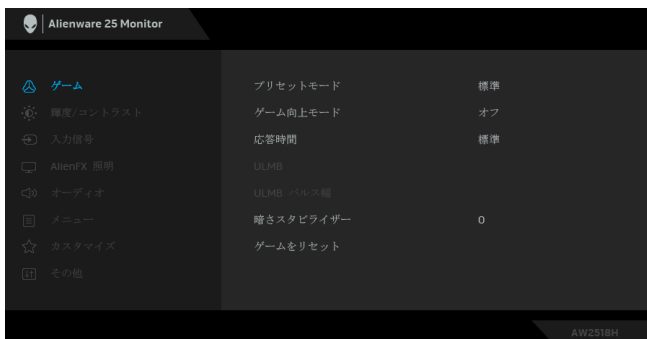 Alienware 25 Monitor
ゲーム
輝度/コントラスト
入力信号
AlienFX 照明
オーディオ
メニュー
カスタマイズ
その他
プリセットモード 標準
ゲーム向上モード オフ
応答時間 標準
ULMB
ULMB パルス幅
暗さスタビライザー 0
ゲームをリセット
AW2518H